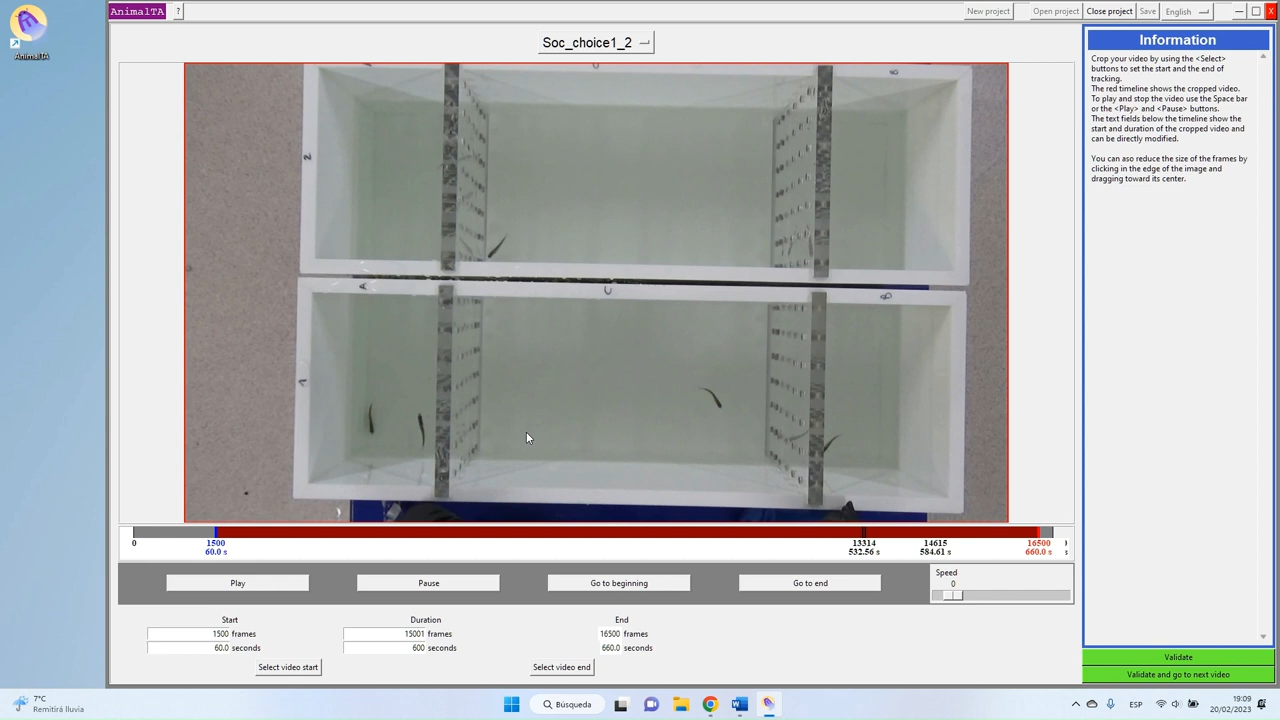 AnimalTA
?
New project
Open project
Close project
Save
English
X
AnimalTA
Soc_choice1_2
Information
Crop your video by using the <Select>
buttons to set the start and the end of
tracking.
The red timeline shows the cropped video.
To play and stop the video use the Space bar
or the <Play> and <Pause> buttons.
The text fields below the timeline show the
start and duration of the cropped video and
can be directly modified.
You can aso reduce the size of the frames by
clicking in the edge of the image and
dragging toward its center.
2
A
C
B
1
0
1500
60.0 s
13314
532.56 s
14615
584.61 s
16500
660.0 s
Play
Pause
Go to beginning
Go to end
Speed
0
Start
1500 frames
60.0 seconds
Duration
15001 frames
600 seconds
End
16500 frames
660.0 seconds
Select video start
Select video end
Validate
Validate and go to next video
7°C
Remitirá lluvia
Búsqueda
ESP
19:09
20/02/2023